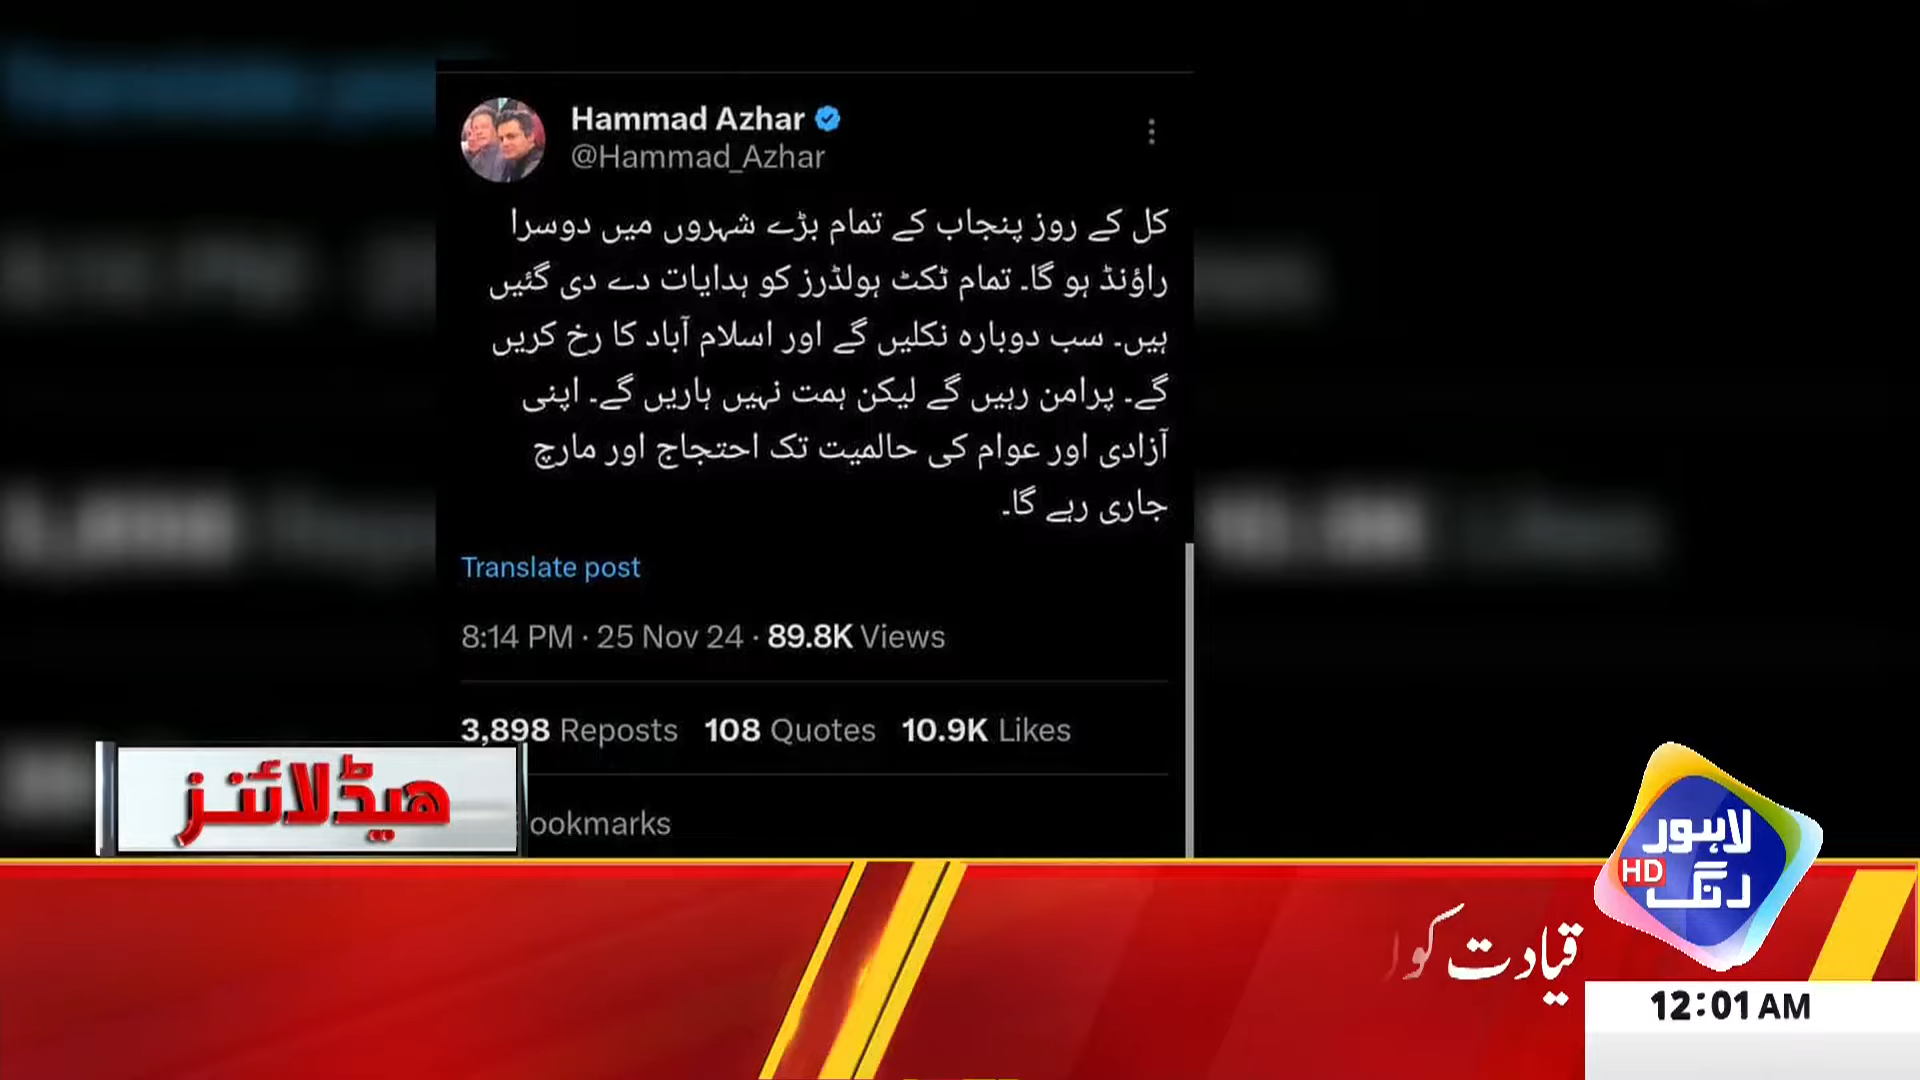 Hammad Azhar
@Hammad_Azhar
کل کے روز پنجاب کے تمام بڑے شہروں میں دوسرا
راؤنڈ ہو گا۔ تمام ٹکٹ ہولڈرز کو ہدایات دے دی گئیں
ہیں۔ سب دوبارہ نکلیں گے اور اسلام آباد کا رخ کریں
گے۔ پرامن رہیں گے لیکن ہمت نہیں ہاریں گے۔ اپنی
آزادی اور عوام کی حالمیت تک احتجاج اور مارچ
جاری رہے گا۔
Translate post
8:14 PM · 25 Nov 24 · 89.8K Views
3,898 Reposts 108 Quotes 10.9K Likes
ookmarks
ھیڈلائنز
لاہور
رنگ
HD
قیادت کو
12:01 AM